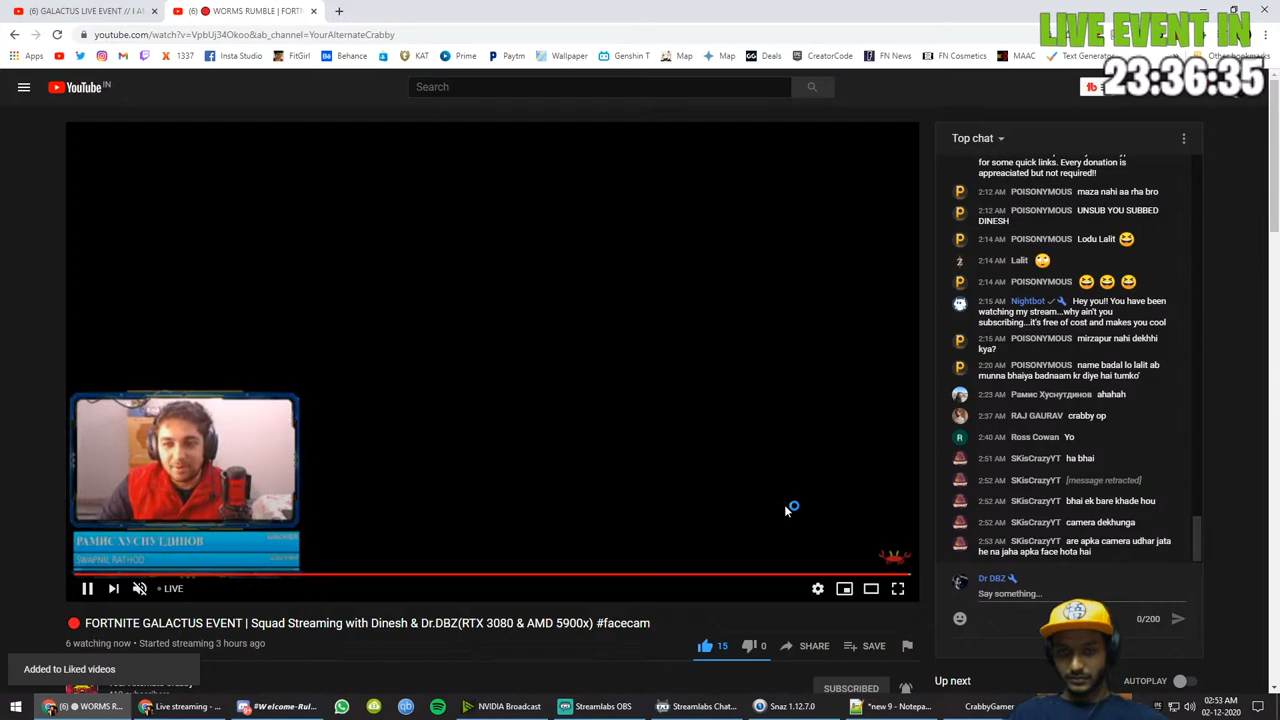 (6) GALACTUS LIVE EVENT // I A
(6) 🔴 WORMS RUMBLE | FORTN
LIVE EVENT IN
23:36:35
youtube.com/watch?v=VpbUj34Okoo&ab_channel=YourAlternateCrabby
Apps
1337
Insta Studio
FitGirl
Behance
KAT
Prime
Paytm
Wallpaper
Genshin T
Map
Map
Deals
CreatorCode
FN News
FN Cosmetics
MAAC
Text Generator
Other bookmarks
YouTube IN
Search
Top chat
for some quick links. Every donation is
appreaciated but not required!!
2:12 AM POISONYMOUS maza nahi aa rha bro
2:12 AM POISONYMOUS UNSUB YOU SUBBED
DINESH
2:14 AM POISONYMOUS Lodu Lalit 😆
2:14 AM Lalit 🙄
2:14 AM POISONYMOUS 😆 😆 😆
2:15 AM Nightbot Hey you!! You have been
watching my stream...why ain't you
subscribing...it's free of cost and makes you cool
2:15 AM POISONYMOUS mirzapur nahi dekhhi
kya?
2:20 AM POISONYMOUS name badal lo lalit ab
munna bhaiya badnaam kr diye hai tumko'
2:23 AM Рамис Хуснутдинов ahahah
2:37 AM RAJ GAURAV crabby op
2:40 AM Ross Cowan Yo
2:51 AM SKisCrazyYT ha bhai
2:52 AM SKisCrazyYT [message retracted]
2:52 AM SKisCrazyYT bhai ek bare khade hou
2:52 AM SKisCrazyYT camera dekhunga
2:53 AM SKisCrazyYT are apka camera udhar jata
he na jaha apka face hota hai
Dr DBZ
Say something...
0/200
РАМИС ХУСНУТДИНОВ
SWAPNIL RATHOD
LIVE
🔴 FORTNITE GALACTUS EVENT | Squad Streaming with Dinesh & Dr.DBZ(RTX 3080 & AMD 5900x) #facecam
6 watching now • Started streaming 3 hours ago
15
0
SHARE
SAVE
Added to Liked videos
SUBSCRIBED
Up next
AUTOPLAY
(6) 🔴 WORMS R...
Live streaming - ...
#𝙒𝙚𝙡𝙘𝙤𝙢𝙚-𝙍𝙪𝙡...
NVIDIA Broadcast
Streamlabs OBS
Streamlabs Chat...
Snaz 1.12.7.0
*new 9 - Notepa...
CrabbyGamer
02:53 AM
02-12-2020